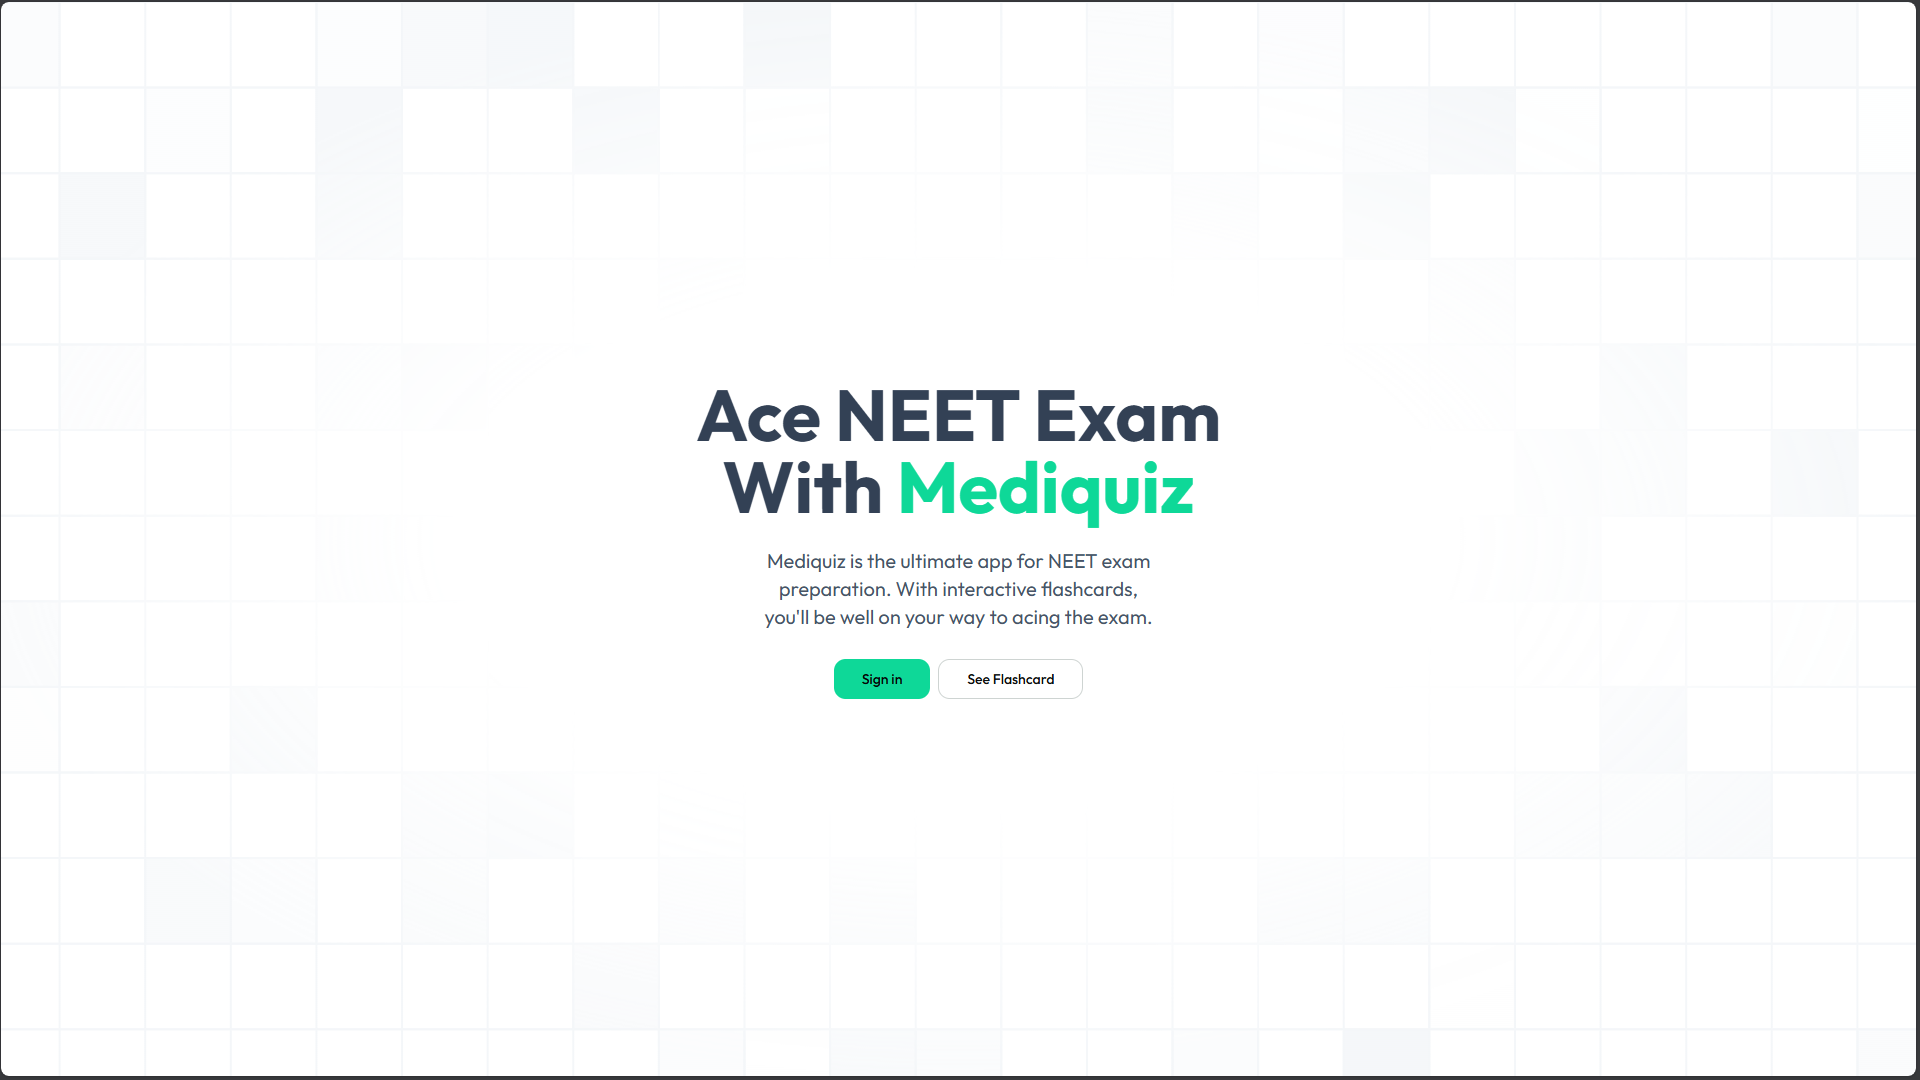 Ace NEET Exam
With Mediquiz
Mediquiz is the ultimate app for NEET exam
preparation. With interactive flashcards,
you'll be well on your way to acing the exam.
Sign in
See Flashcard